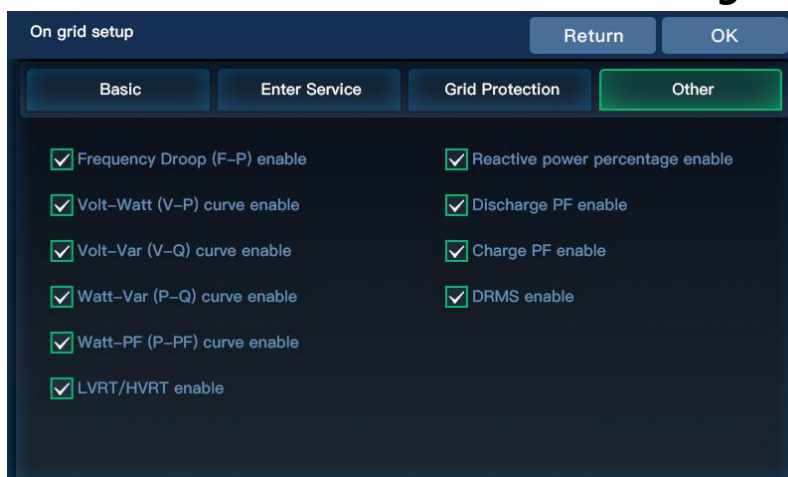 On grid setup
Return
OK
Basic
Enter Service
Grid Protection
Other
Frequency Droop (F-P) enable
Reactive power percentage enable
Volt-Watt (V-P) curve enable
Discharge PF enable
Volt-Var (V-Q) curve enable
Charge PF enable
Watt-Var (P-Q) curve enable
DRMS enable
Watt-PF (P-PF) curve enable
LVRT/HVRT enable